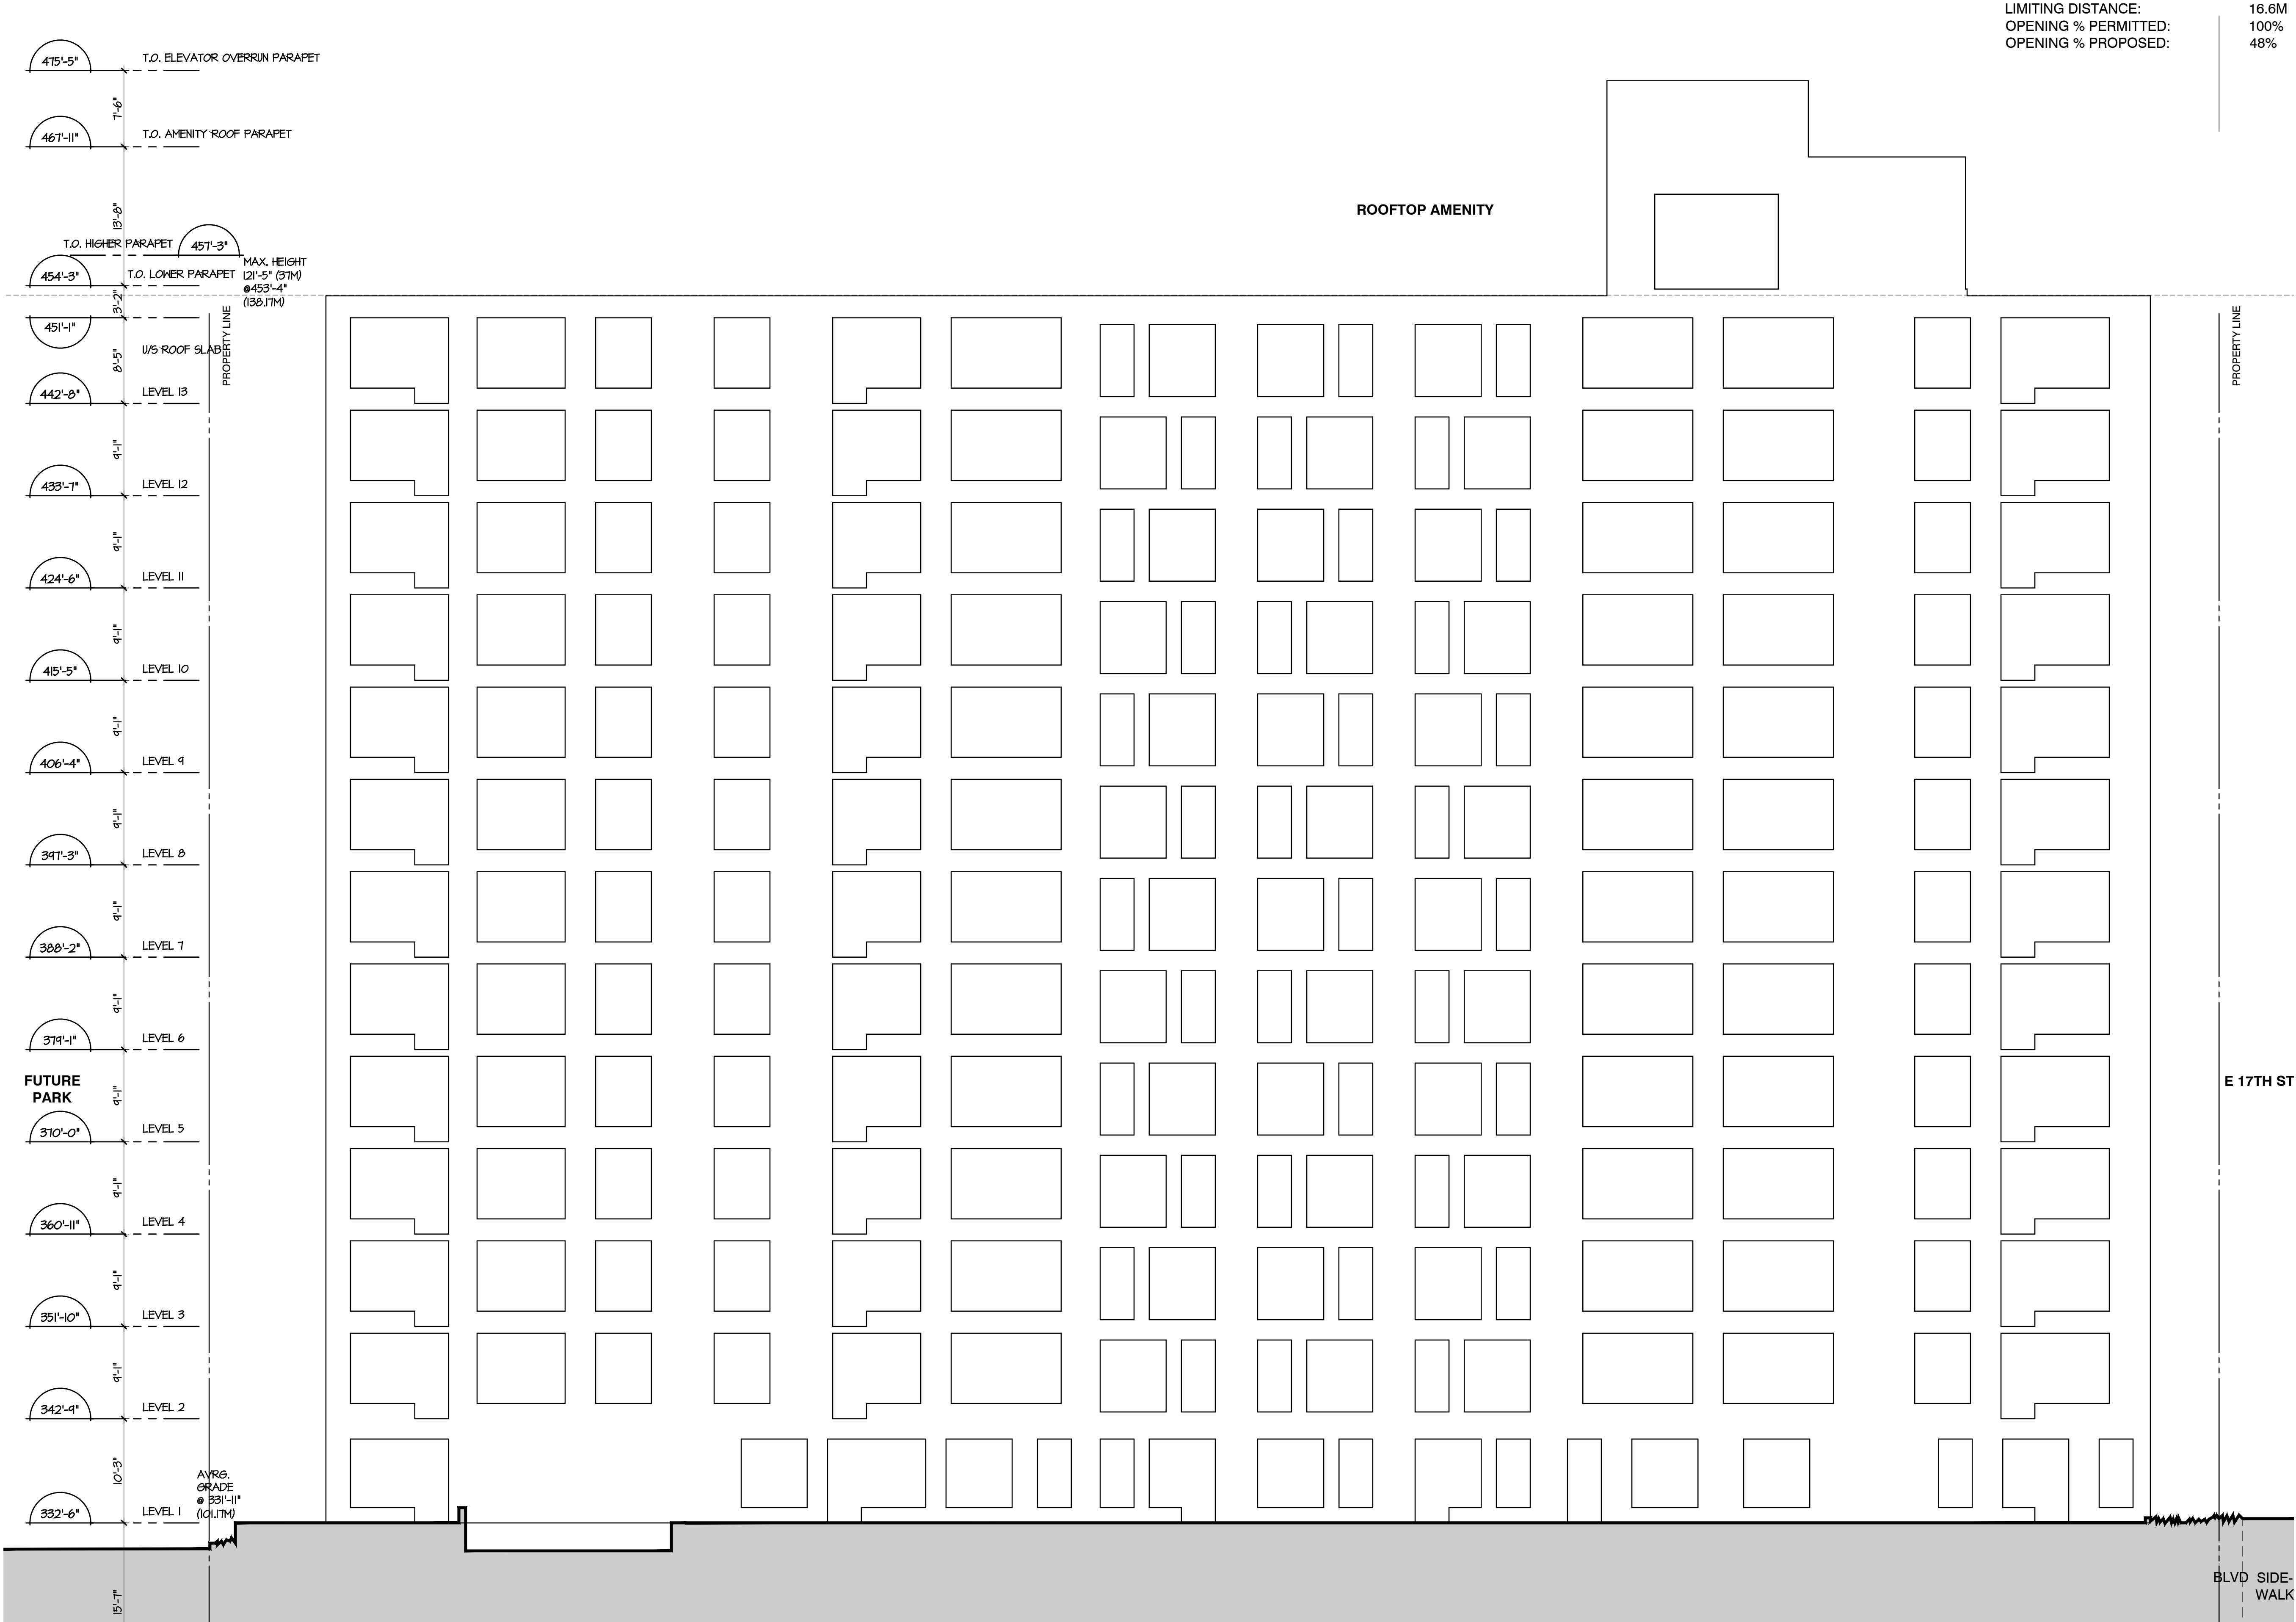 LIMITING DISTANCE: 16.6M
OPENING % PERMITTED: 100%
OPENING % PROPOSED: 48%
475'-5" T.O. ELEVATOR OVERRUN PARAPET
7'-6"
467'-11" T.O. AMENITY ROOF PARAPET
13'-8"
ROOFTOP AMENITY
T.O. HIGHER PARAPET 457'-3"
454'-3" T.O. LOWER PARAPET
MAX. HEIGHT
121'-5" (37M)
@453'-4"
(138.17M)
3'-2"
451'-1"
U/S ROOF SLAB
PROPERTY LINE
PROPERTY LINE
8'-5"
442'-8" LEVEL 13
9'-1"
433'-7" LEVEL 12
9'-1"
424'-6" LEVEL 11
9'-1"
415'-5" LEVEL 10
9'-1"
406'-4" LEVEL 9
9'-1"
397'-3" LEVEL 8
9'-1"
388'-2" LEVEL 7
9'-1"
379'-1" LEVEL 6
FUTURE
PARK
9'-1"
E 17TH ST
370'-0" LEVEL 5
9'-1"
360'-11" LEVEL 4
9'-1"
351'-10" LEVEL 3
9'-1"
342'-9" LEVEL 2
10'-3"
AVRG.
GRADE
@ 331'-11"
(101.17M)
332'-6" LEVEL 1
15'-7"
BLVD SIDE-
WALK